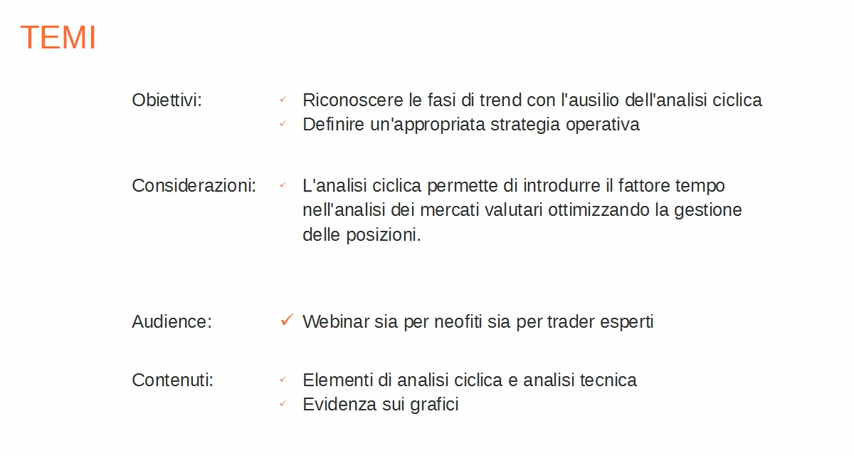 TEMI
Obiettivi: ✓ Riconoscere le fasi di trend con l'ausilio dell'analisi ciclica
✓ Definire un'appropriata strategia operativa
Considerazioni: ✓ L'analisi ciclica permette di introdurre il fattore tempo
nell'analisi dei mercati valutari ottimizzando la gestione
delle posizioni.
Audience: ✓ Webinar sia per neofiti sia per trader esperti
Contenuti: ✓ Elementi di analisi ciclica e analisi tecnica
✓ Evidenza sui grafici